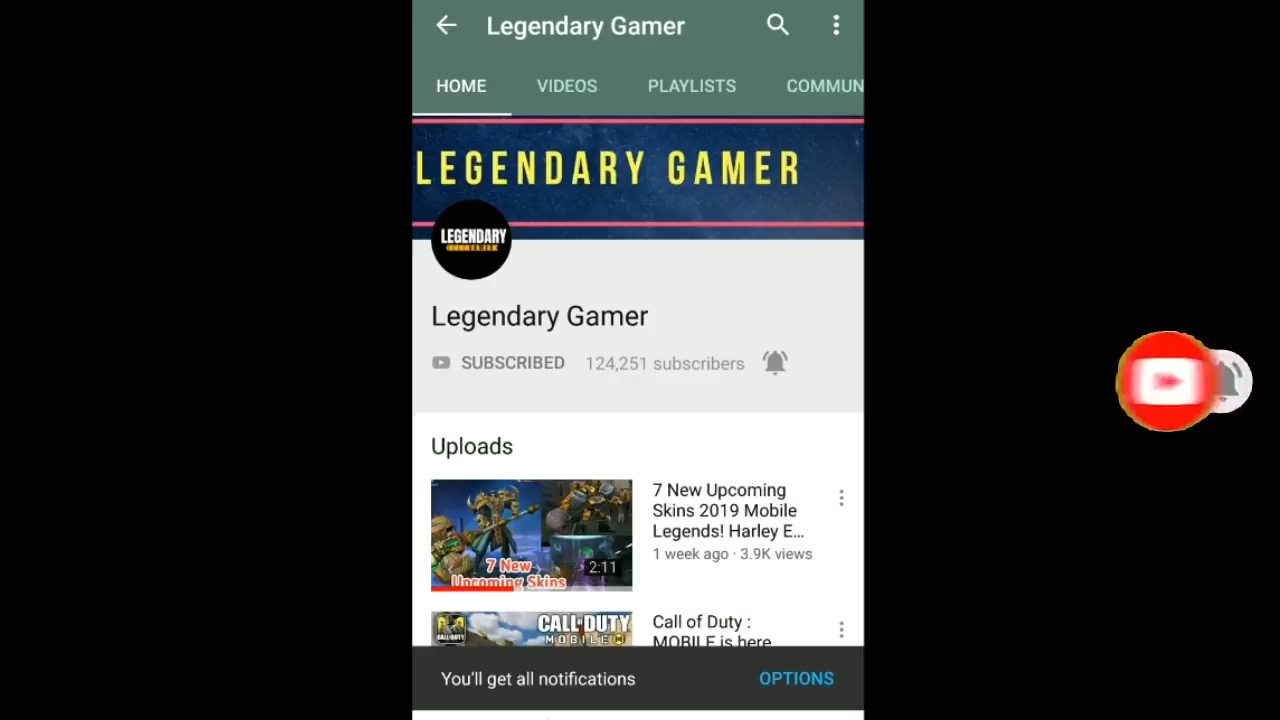 Legendary Gamer
HOME VIDEOS PLAYLISTS COMMUN
LEGENDARY GAMER
LEGENDARY
Legendary Gamer
SUBSCRIBED 124,251 subscribers
Uploads
7 New
Upcoming Skins
2:11
7 New Upcoming
Skins 2019 Mobile
Legends! Harley E...
1 week ago · 3.9K views
CALL OF DUTY
MOBILE
Call of Duty :
MOBILE is here
You'll get all notifications OPTIONS